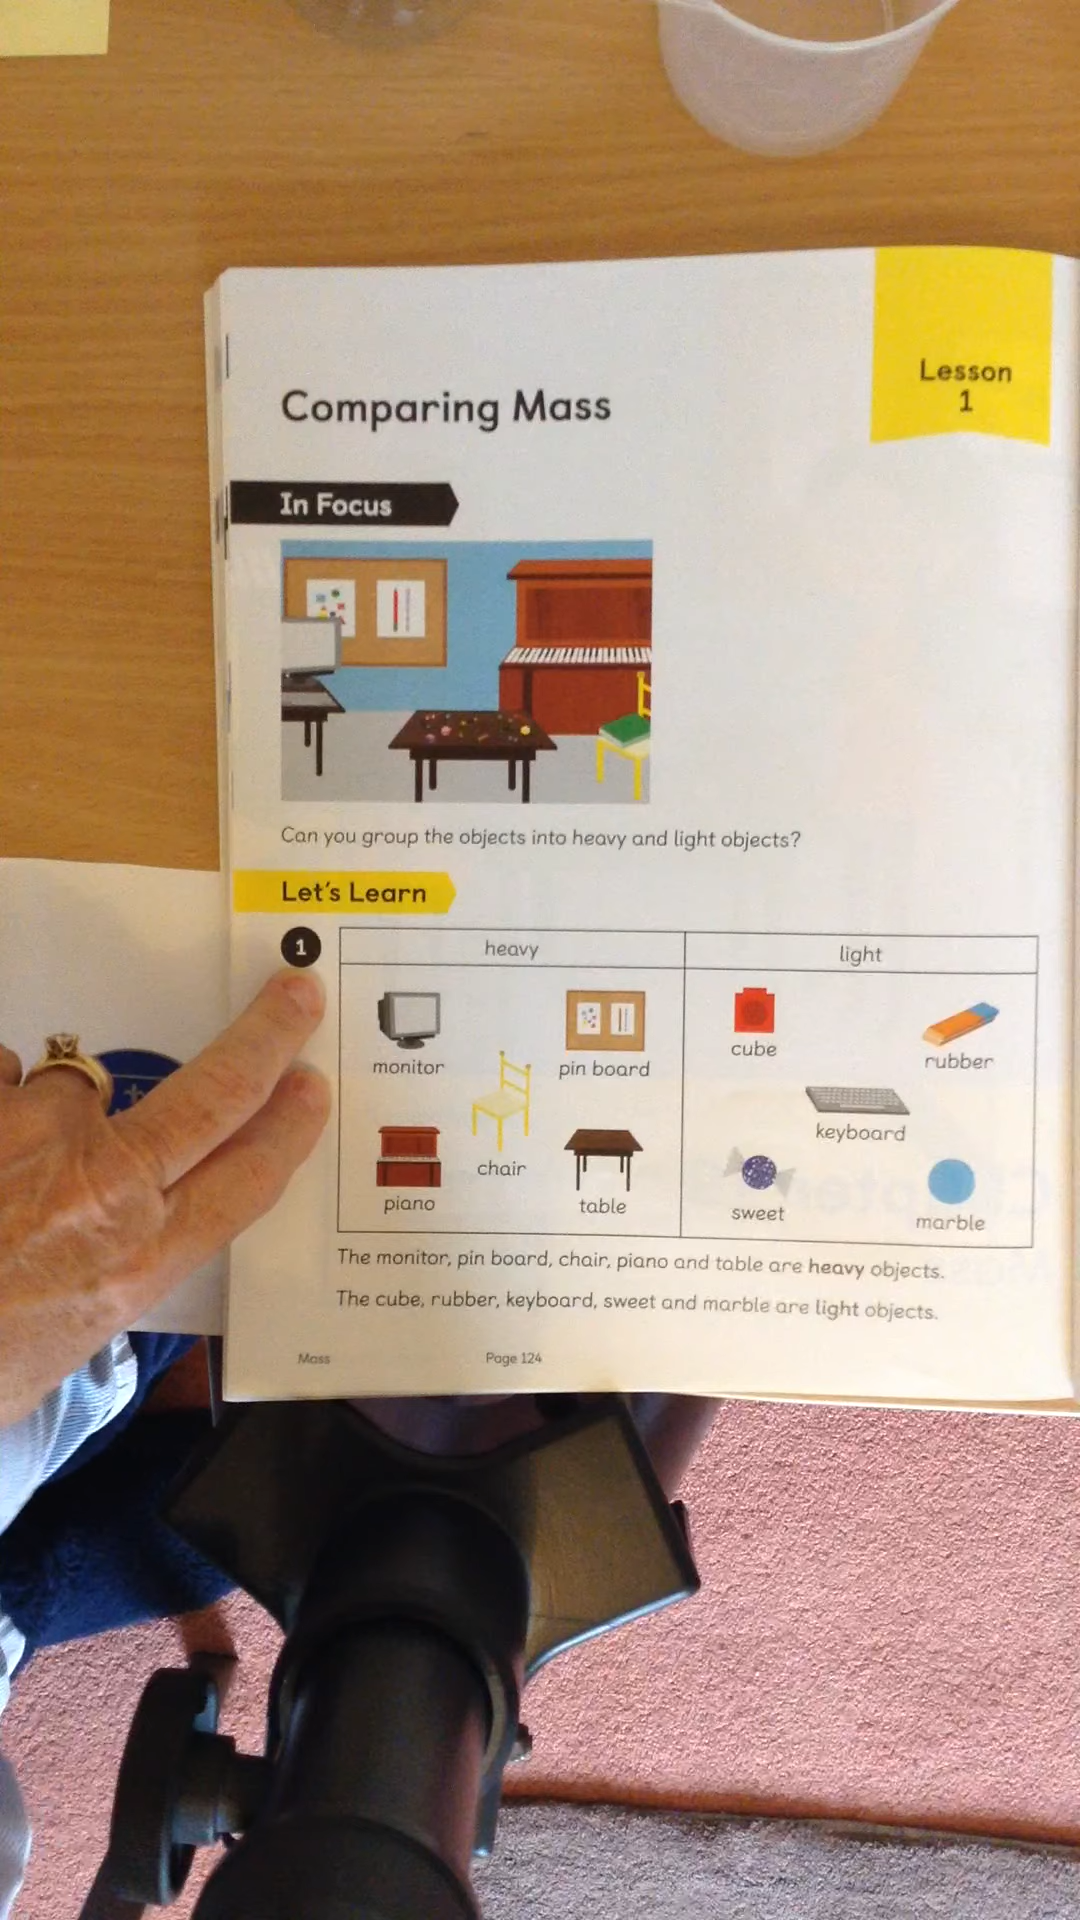 Lesson
1
Comparing Mass
In Focus
Can you group the objects into heavy and light objects?
Let's Learn
1
heavy
light
monitor
pin board
cube
rubber
chair
keyboard
piano
table
sweet
marble
The monitor, pin board, chair, piano and table are heavy objects.
The cube, rubber, keyboard, sweet and marble are light objects.
Mass
Page 124